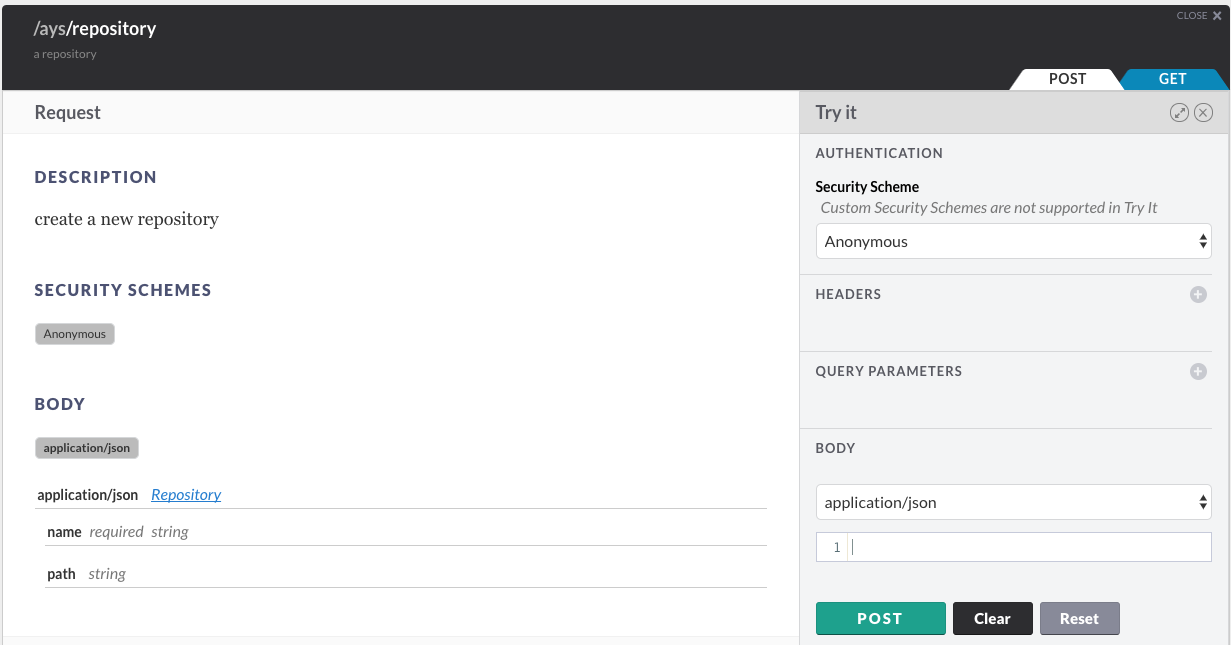 /ays/repository
a repository
CLOSE
POST
GET
Request
DESCRIPTION
create a new repository
SECURITY SCHEMES
Anonymous
BODY
application/json
application/json Repository
name required string
path string
Try it
AUTHENTICATION
Security Scheme
Custom Security Schemes are not supported in Try It
Anonymous
HEADERS
QUERY PARAMETERS
BODY
application/json
1
POST Clear Reset